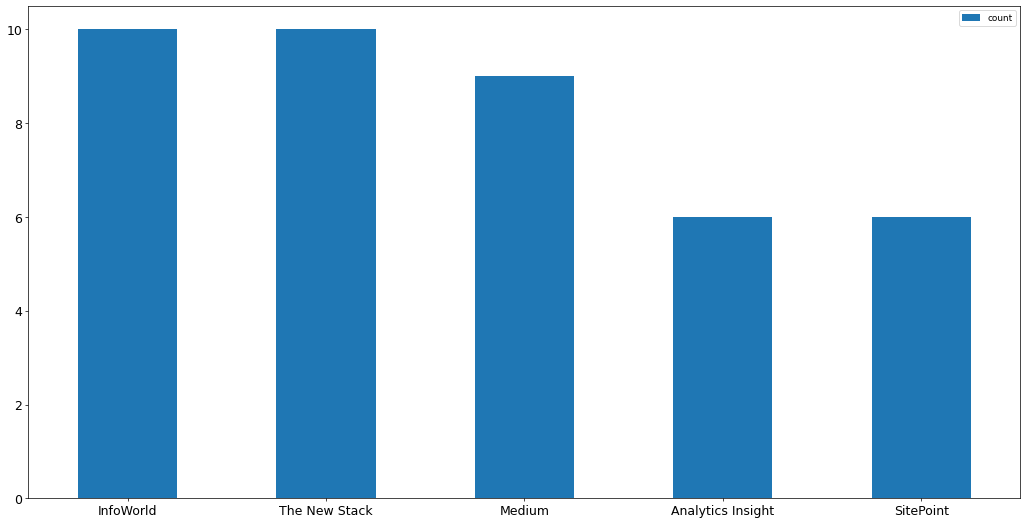 count
10
8
6
4
2
0
InfoWorld
The New Stack
Medium
Analytics Insight
SitePoint